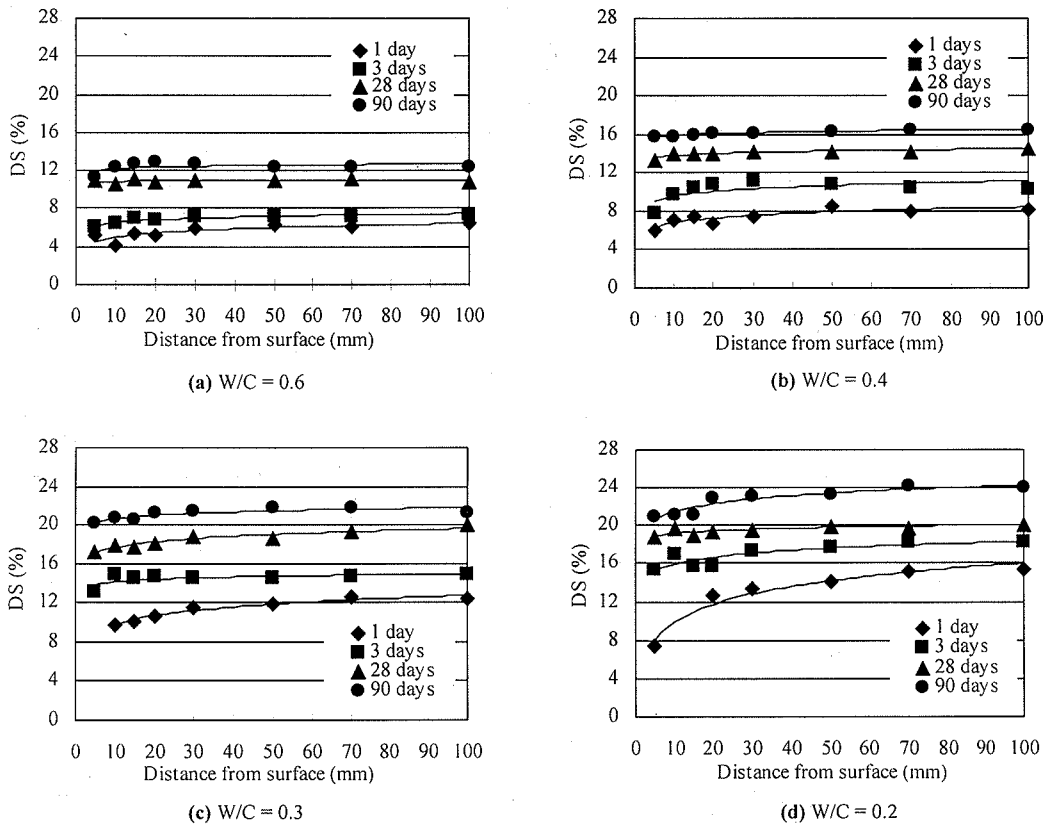 28
24
20
16
12
8
4
0
DS (%)
1 day
3 days
28 days
90 days
0 10 20 30 40 50 60 70 80 90 100
Distance from surface (mm)
(a) W/C = 0.6
28
24
20
16
12
8
4
0
DS (%)
1 days
3 days
28 days
90 days
0 10 20 30 40 50 60 70 80 90 100
Distance from surface (mm)
(b) W/C = 0.4
28
24
20
16
12
8
4
0
DS (%)
1 day
3 days
28 days
90 days
0 10 20 30 40 50 60 70 80 90 100
Distance from surface (mm)
(c) W/C = 0.3
28
24
20
16
12
8
4
0
DS (%)
1 day
3 days
28 days
90 days
0 10 20 30 40 50 60 70 80 90 100
Distance from surface (mm)
(d) W/C = 0.2